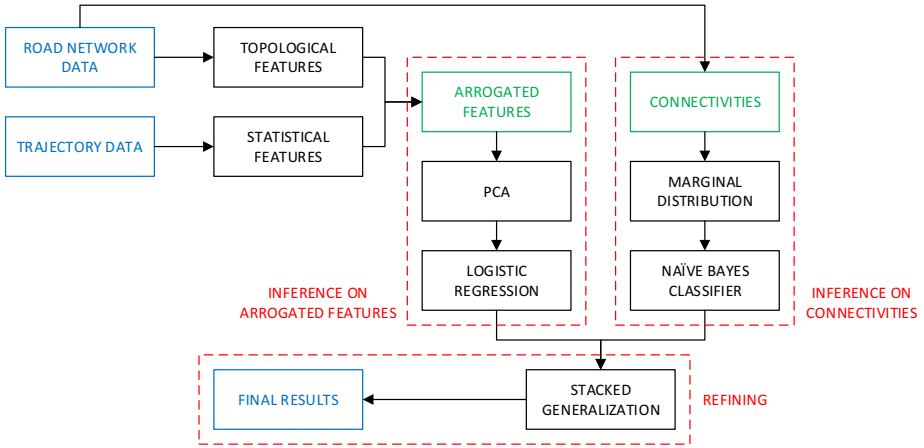 ROAD NETWORK
DATA
TOPOLOGICAL
FEATURES
ARROGATED
FEATURES
CONNECTIVITIES
TRAJECTORY DATA
STATISTICAL
FEATURES
PCA
MARGINAL
DISTRIBUTION
LOGISTIC
REGRESSION
NAÏVE BAYES
CLASSIFIER
INFERENCE ON
ARROGATED FEATURES
INFERENCE ON
CONNECTIVITIES
FINAL RESULTS
STACKED
GENERALIZATION
REFINING